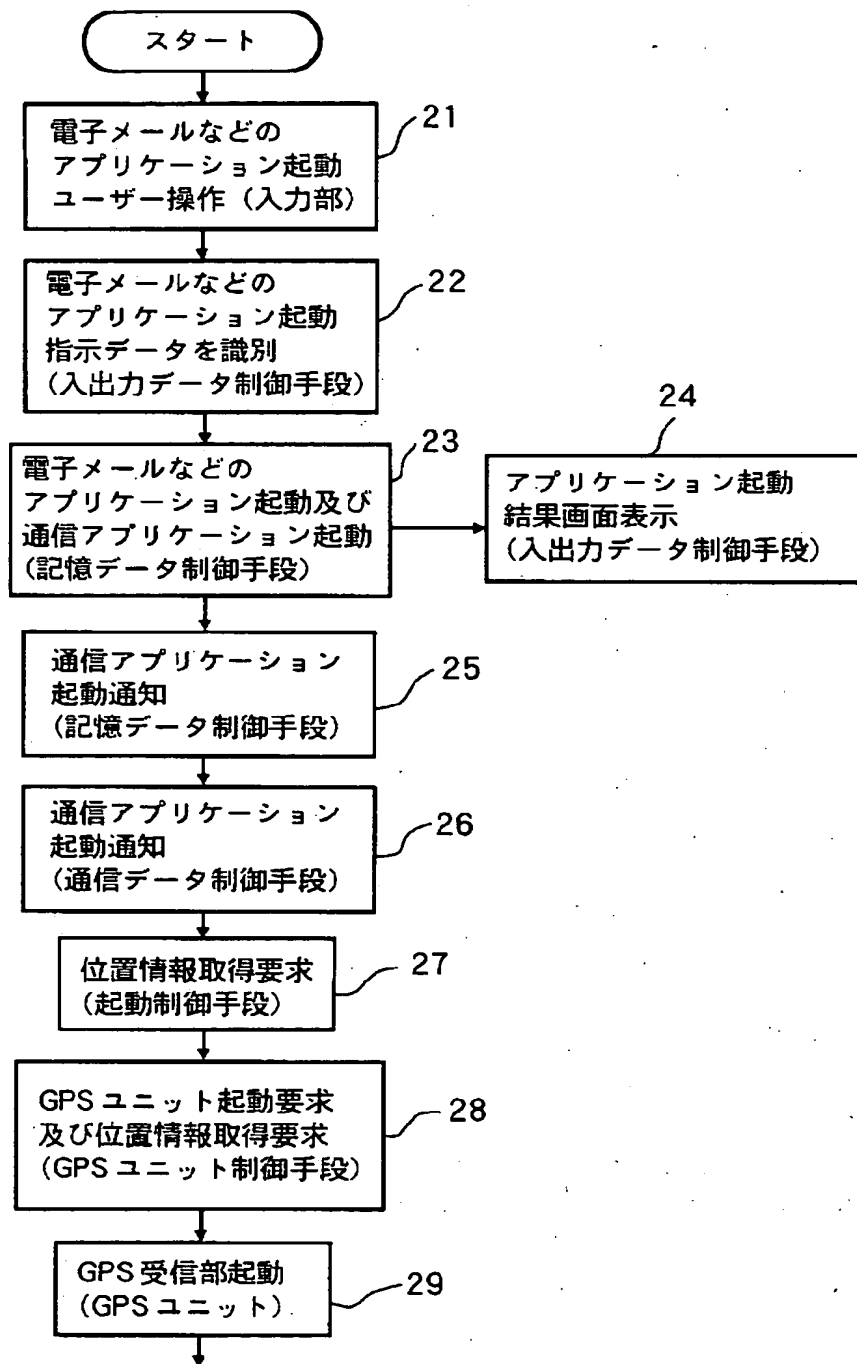 スタート
電子メールなどの
アプリケーション起動
ユーザー操作（入力部）
21
電子メールなどの
アプリケーション起動
指示データを識別
(入出力データ制御手段)
22
電子メールなどの
アプリケーション起動及び
通信アプリケーション起動
(記憶データ制御手段)
23
アプリケーション起動
結果画面表示
(入出力データ制御手段)
24
通信アプリケーション
起動通知
(記憶データ制御手段)
25
通信アプリケーション
起動通知
(通信データ制御手段)
26
位置情報取得要求
(起動制御手段)
27
GPSユニット起動要求
及び位置情報取得要求
(GPSユニット制御手段)
28
GPS受信部起動
(GPSユニット)
29